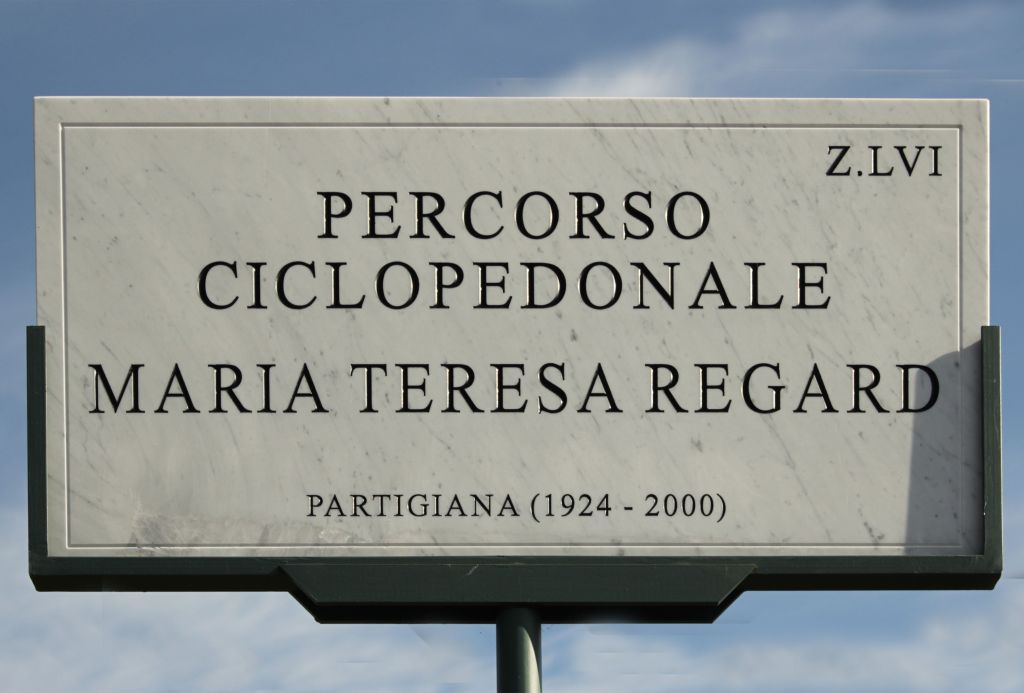 Z.LVI
PERCORSO
CICLOPEDONALE
MARIA TERESA REGARD
PARTIGIANA (1924 - 2000)